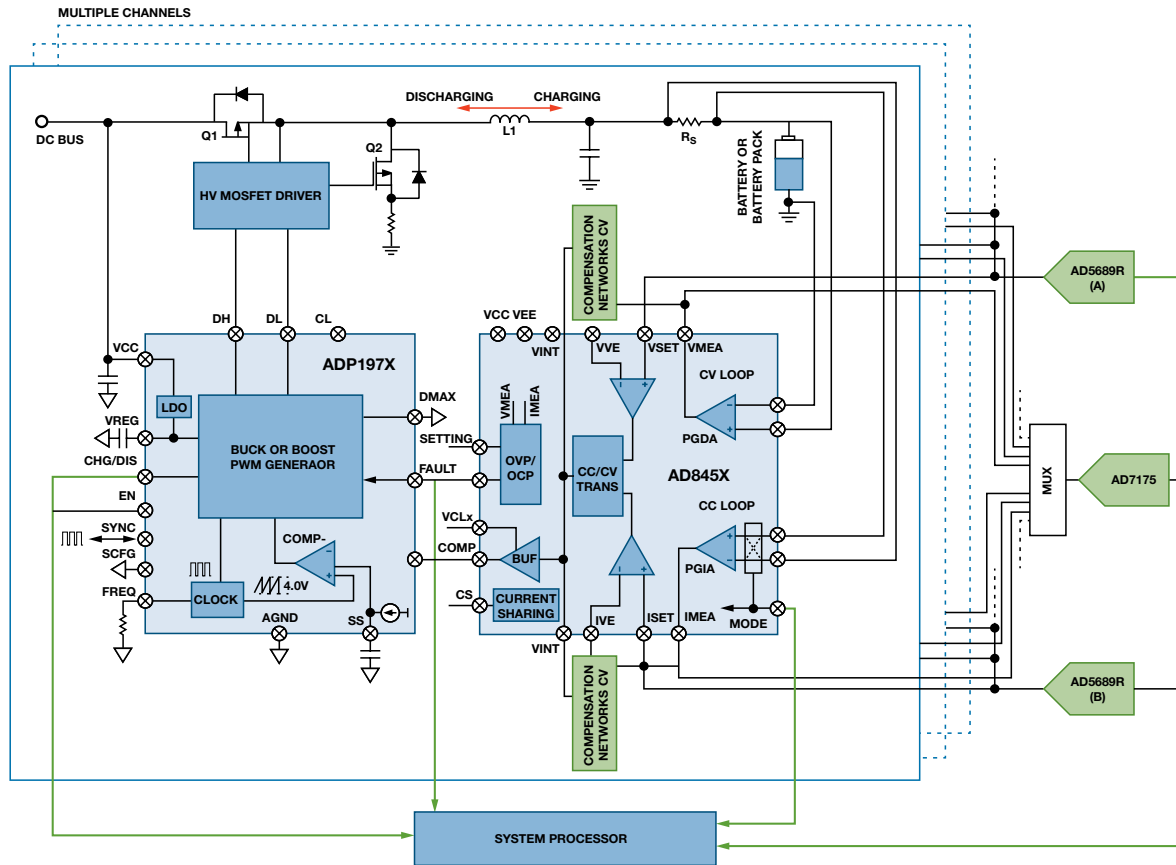 MULTIPLE CHANNELS
DC BUS
Q1
DISCHARGING
CHARGING
L1
RS
Q2
HV MOSFET DRIVER
BATTERY OR
BATTERY PACK
COMPENSATION
NETWORKS CV
AD5689R
(A)
DH
DL
CL
VCC
ADP197X
LDO
VREG
DMAX
BUCK OR BOOST
PWM GENERAOR
CHG/DIS
FAULT
EN
SYNC
SCFG
COMP-
COMP
4.0V
FREQ
CLOCK
SS
AGND
VCC VEE
VINT
VVE
VSET
VMEA
CV LOOP
VMEA
IMEA
SETTING
OVP/
OCP
CC/CV
TRANS
PGDA
AD845X
CC LOOP
VCLx
BUF
PGIA
CS
CURRENT
SHARING
MODE
VINT
IVE
ISET
IMEA
COMPENSATION
NETWORKS CV
MUX
AD7175
AD5689R
(B)
SYSTEM PROCESSOR